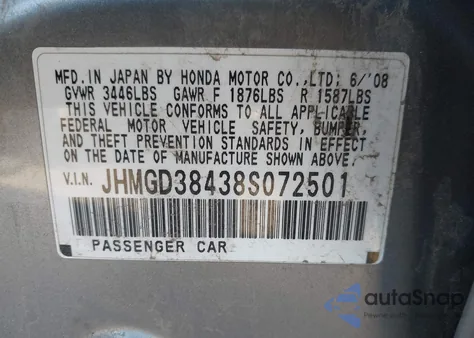 MFD. IN JAPAN BY HONDA MOTOR CO.,LTD; 6/'08
GVWR 3446LBS GAWR F 1876LBS R 1587LBS
THIS VEHICLE CONFORMS TO ALL APPLICABLE
FEDERAL MOTOR VEHICLE SAFETY, BUMPER,
AND THEFT PREVENTION STANDARDS IN EFFECT
ON THE DATE OF MANUFACTURE SHOWN ABOVE.
V.I.N. JHMGD38438S072501
PASSENGER CAR
autoSnap